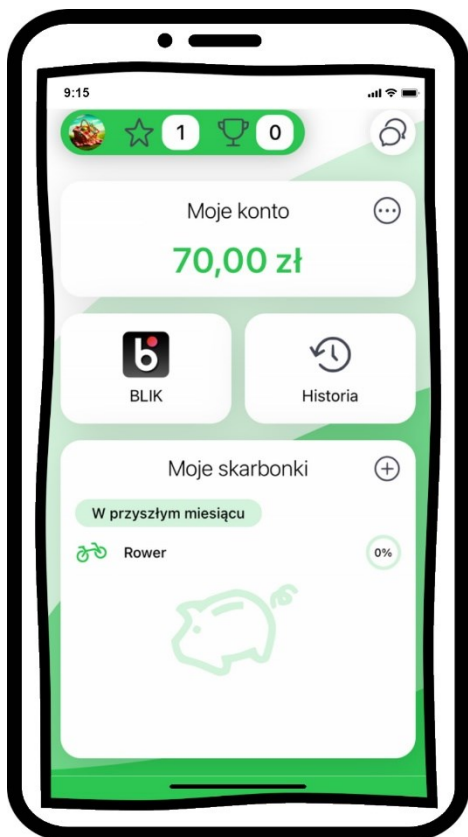 9:15
1 0
Moje konto
70,00 zł
b
BLIK Historia
Moje skarbonki
W przyszłym miesiącu
Rower 0%